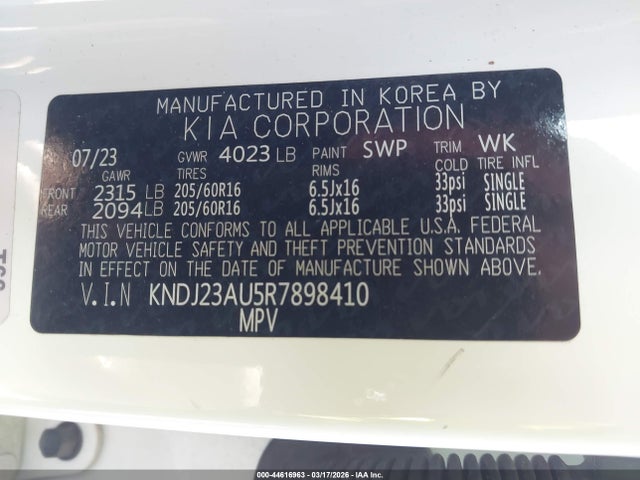 MANUFACTURED IN KOREA BY
KIA CORPORATION
07/23 GVWR 4023 LB PAINT SWP TRIM WK
GAWR TIRES RIMS COLD TIRE INFL
FRONT 2315 LB 205/60R16 6.5Jx16 33psi SINGLE
REAR 2094 LB 205/60R16 6.5Jx16 33psi SINGLE
THIS VEHICLE CONFORMS TO ALL APPLICABLE U.S.A. FEDERAL
MOTOR VEHICLE SAFETY AND THEFT PREVENTION STANDARDS
IN EFFECT ON THE DATE OF MANUFACTURE SHOWN ABOVE.
V.I.N KNDJ23AU5R7898410
MPV
000-44616963 - 03/17/2026 - IAA Inc.